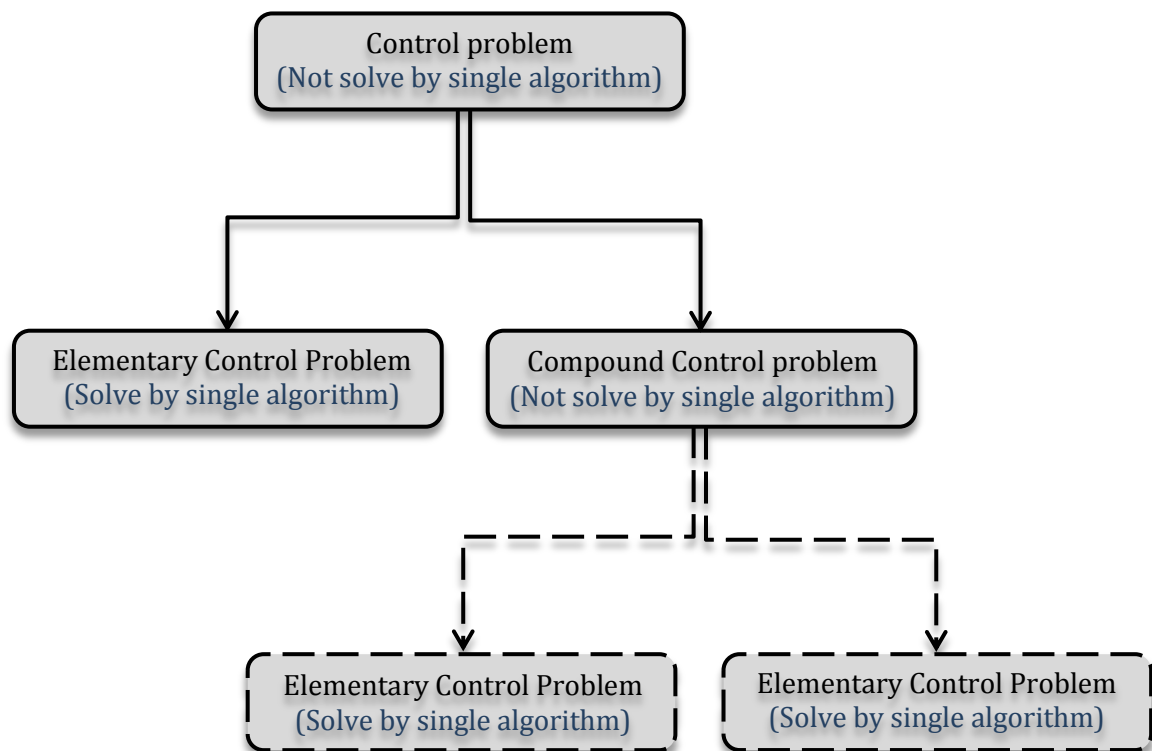 Control problem
(Not solve by single algorithm)
Elementary Control Problem
(Solve by single algorithm)
Compound Control problem
(Not solve by single algorithm)
Elementary Control Problem
(Solve by single algorithm)
Elementary Control Problem
(Solve by single algorithm)